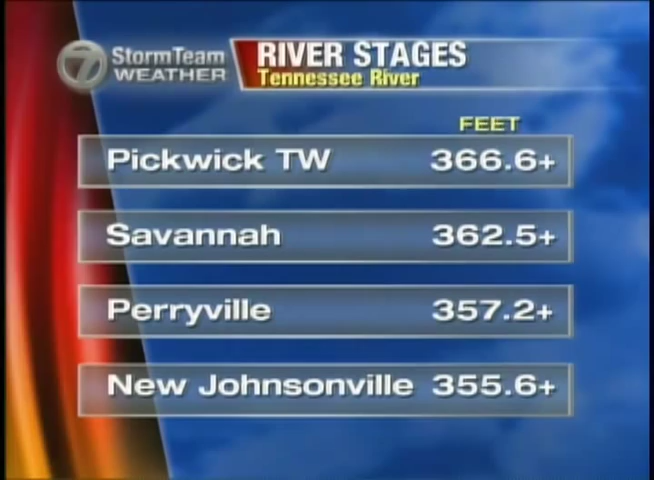 7 StormTeam
WEATHER
RIVER STAGES
Tennessee River
FEET
Pickwick TW 366.6+
Savannah 362.5+
Perryville 357.2+
New Johnsonville 355.6+